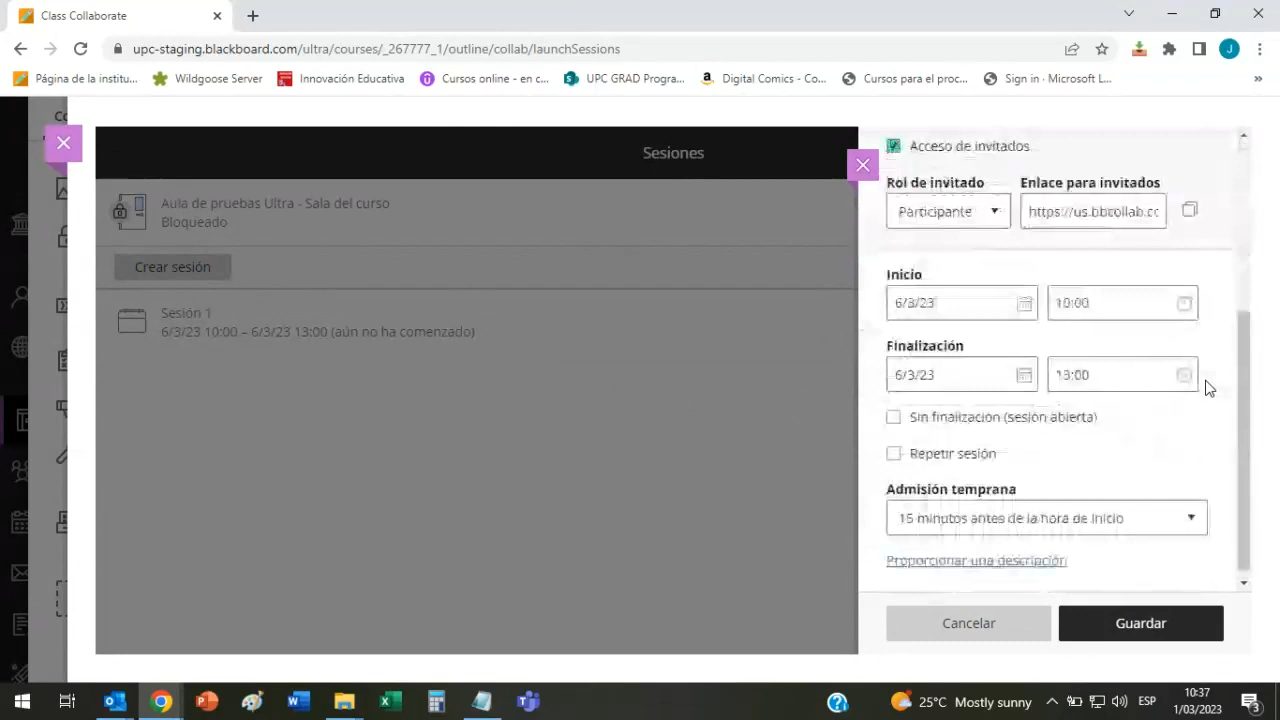 Class Collaborate
upc-staging.blackboard.com/ultra/courses/_267777_1/outline/collab/launchSessions
J
Página de la institu...
Wildgoose Server
Innovación Educativa
Cursos online - en c...
UPC GRAD Progra...
Digital Comics - Co...
Cursos para el proc...
Sign in · Microsoft L...
Sesiones
Aula de pruebas Ultra - Sala del curso
Bloqueado
Crear sesión
Sesión 1
6/3/23 10:00 – 6/3/23 13:00 (aún no ha comenzado)
Acceso de invitados
Rol de invitado
Enlace para invitados
Participante
https://us.bbcollab.cc
Inicio
6/3/23
10:00
Finalización
6/3/23
13:00
Sin finalización (sesión abierta)
Repetir sesión
Admisión temprana
15 minutos antes de la hora de Inicio
Proporcionar una descripción
Cancelar
Guardar
25°C Mostly sunny
ESP
10:37
1/03/2023
3